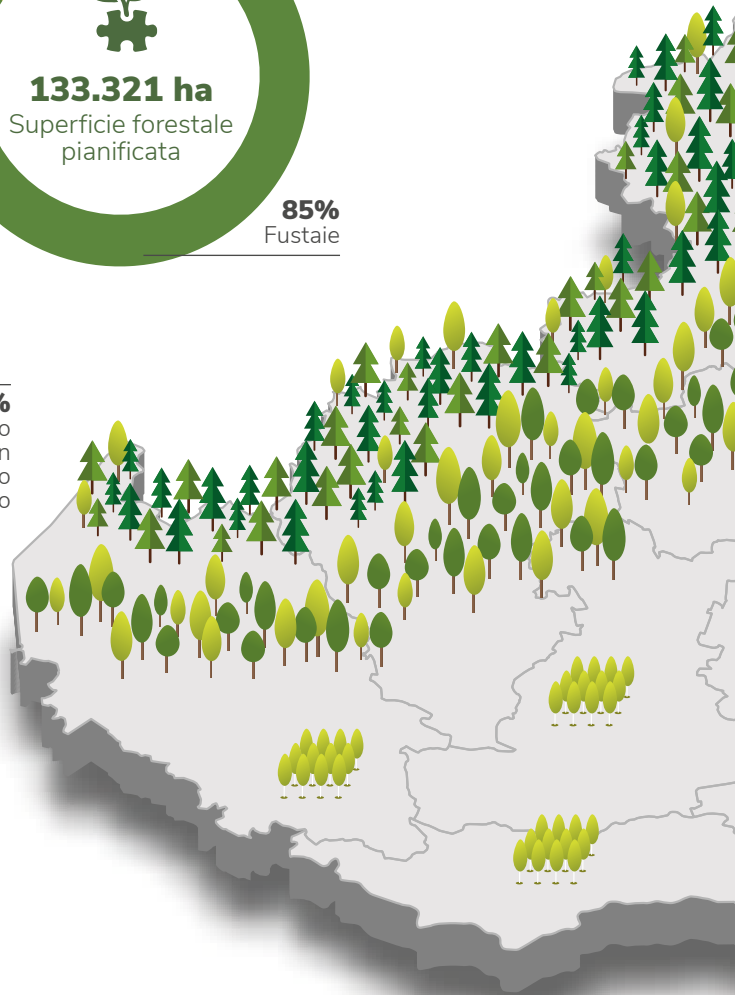 133.321 ha
Superficie forestale
pianificata
85%
Fustaie
%
o
n
o
o